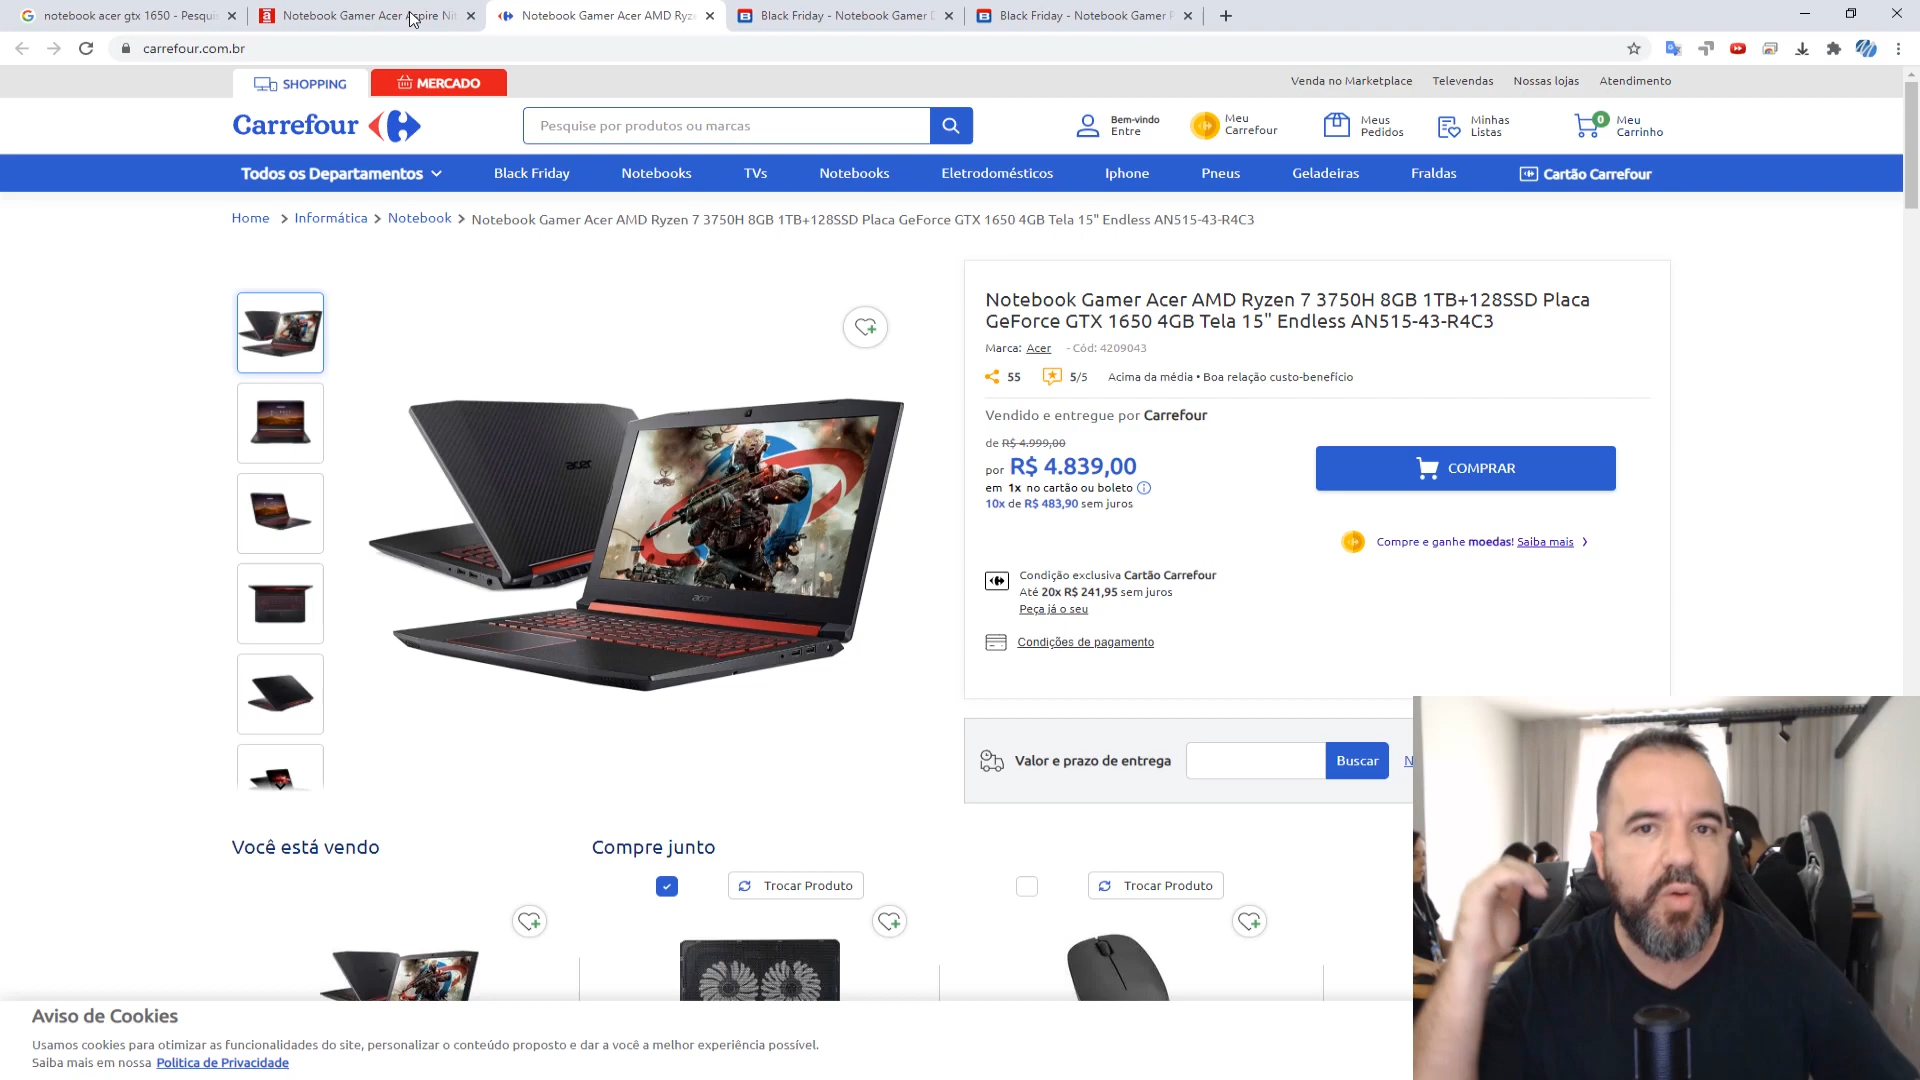 notebook acer gtx 1650 - Pesqui
Notebook Gamer Acer Aspire Nit
Notebook Gamer Acer AMD Ryze
Black Friday - Notebook Gamer D
Black Friday - Notebook Gamer P
carrefour.com.br
SHOPPING
MERCADO
Venda no Marketplace
Televendas
Nossas lojas
Atendimento
Carrefour
Pesquise por produtos ou marcas
Bem-vindo
Entre
Meu
Carrefour
Meus
Pedidos
Minhas
Listas
0
Meu
Carrinho
Todos os Departamentos
Black Friday
Notebooks
TVs
Notebooks
Eletrodomésticos
Iphone
Pneus
Geladeiras
Fraldas
Cartão Carrefour
Home > Informática > Notebook > Notebook Gamer Acer AMD Ryzen 7 3750H 8GB 1TB+128SSD Placa GeForce GTX 1650 4GB Tela 15" Endless AN515-43-R4C3
acer
acer
Notebook Gamer Acer AMD Ryzen 7 3750H 8GB 1TB+128SSD Placa
GeForce GTX 1650 4GB Tela 15" Endless AN515-43-R4C3
Marca: Acer - Cód: 4209043
55 5/5 Acima da média • Boa relação custo-benefício
Vendido e entregue por Carrefour
de R$ 4.999,00
por R$ 4.839,00
em 1x no cartão ou boleto
10x de R$ 483,90 sem juros
COMPRAR
Compre e ganhe moedas! Saiba mais
Condição exclusiva Cartão Carrefour
Até 20x R$ 241,95 sem juros
Peça já o seu
Condições de pagamento
Valor e prazo de entrega
Buscar
N
Você está vendo
Compre junto
Trocar Produto
Trocar Produto
Aviso de Cookies
Usamos cookies para otimizar as funcionalidades do site, personalizar o conteúdo proposto e dar a você a melhor experiência possível.
Saiba mais em nossa Politica de Privacidade